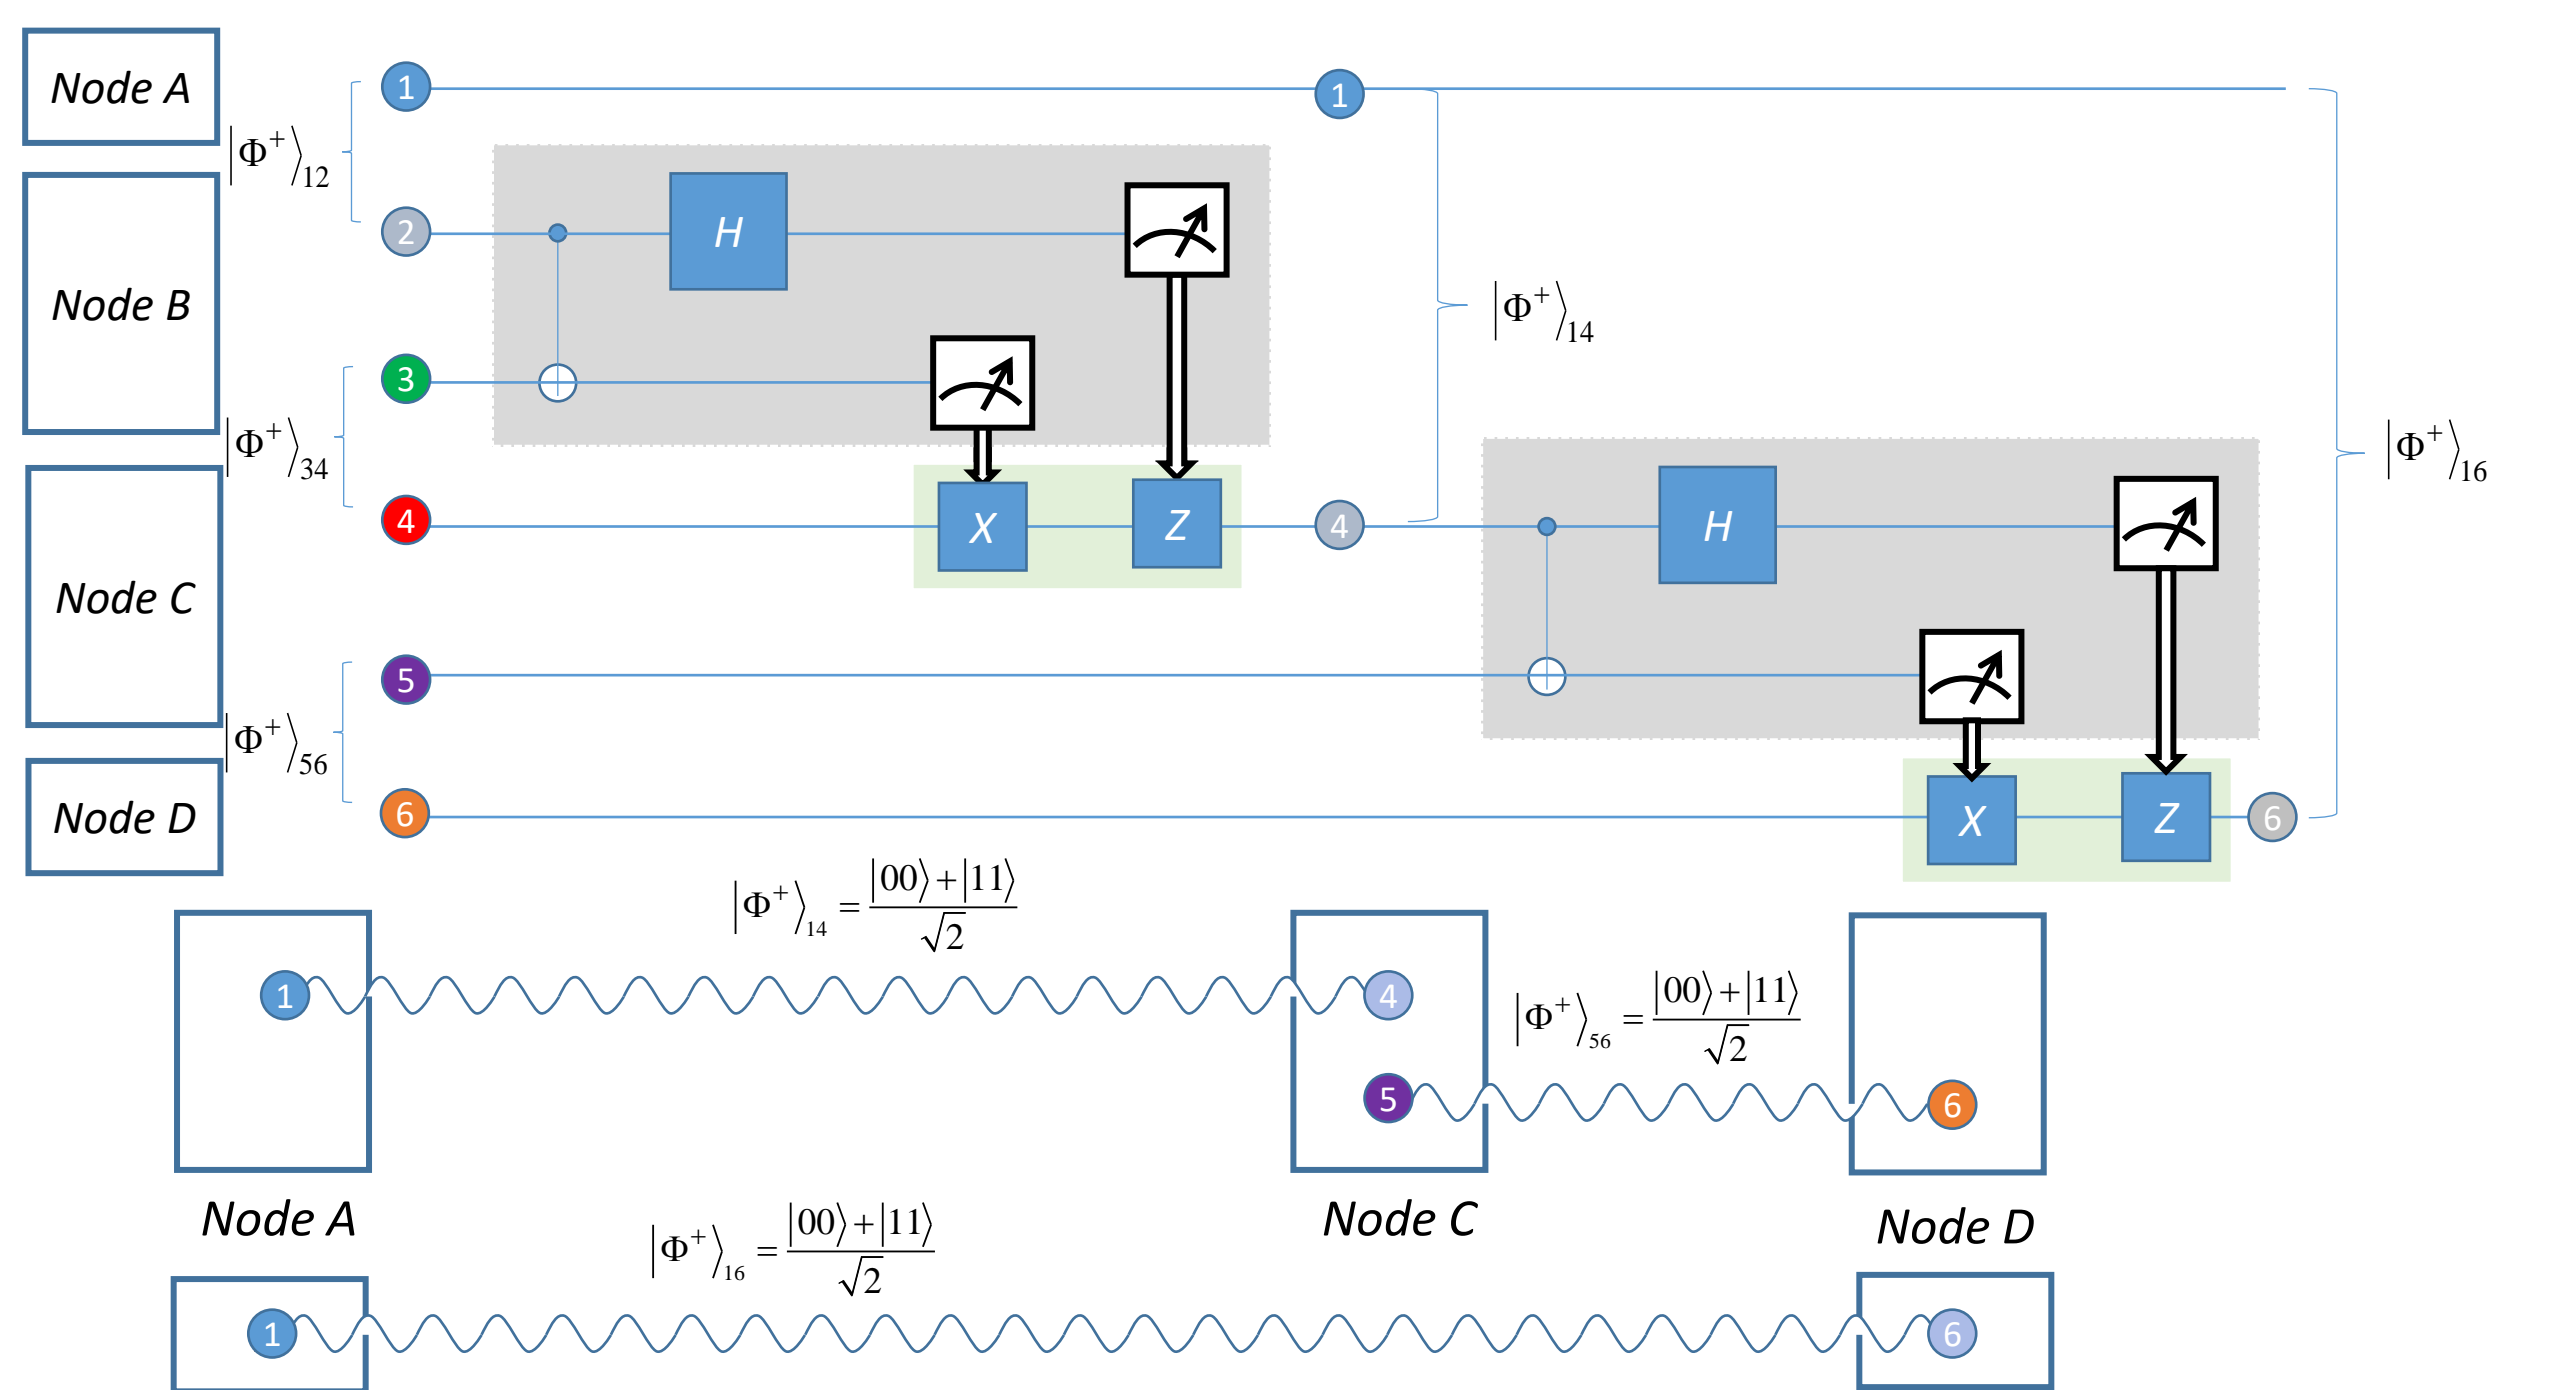 Node A
|Φ⁺⟩₁₂
1
1
2
H
Node B
|Φ⁺⟩₁₄
3
|Φ⁺⟩₃₄
4
X
Z
4
H
|Φ⁺⟩₁₆
Node C
5
|Φ⁺⟩₅₆
Node D
6
X
Z
6
|Φ⁺⟩₁₄ = |00⟩+|11⟩ / √2
1
4
|Φ⁺⟩₅₆ = |00⟩+|11⟩ / √2
5
6
Node A
Node C
Node D
|Φ⁺⟩₁₆ = |00⟩+|11⟩ / √2
1
6